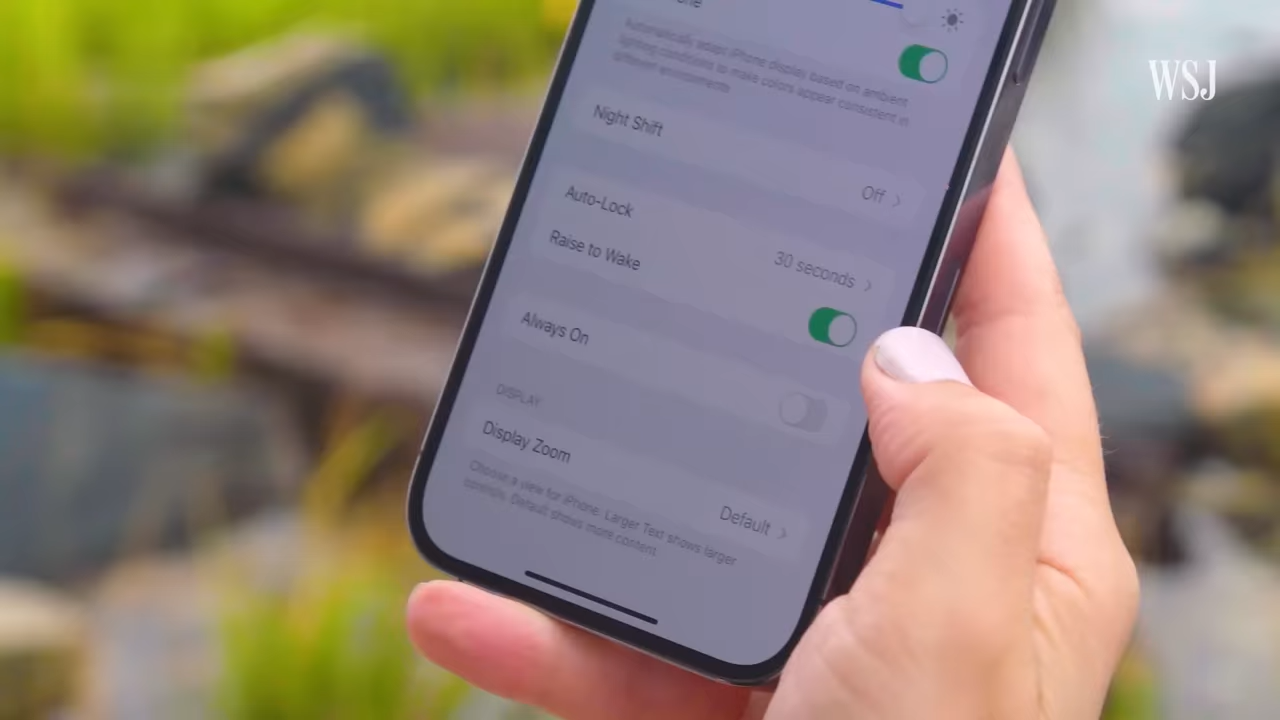 WSJ
Automatically adapt iPhone display based on ambient
lighting conditions to make colors appear consistent in
different environments
Night Shift
Off
Auto-Lock
30 seconds
Raise to Wake
Always On
DISPLAY
Display Zoom
Default
Choose a view for iPhone. Larger Text shows larger
controls. Default shows more content